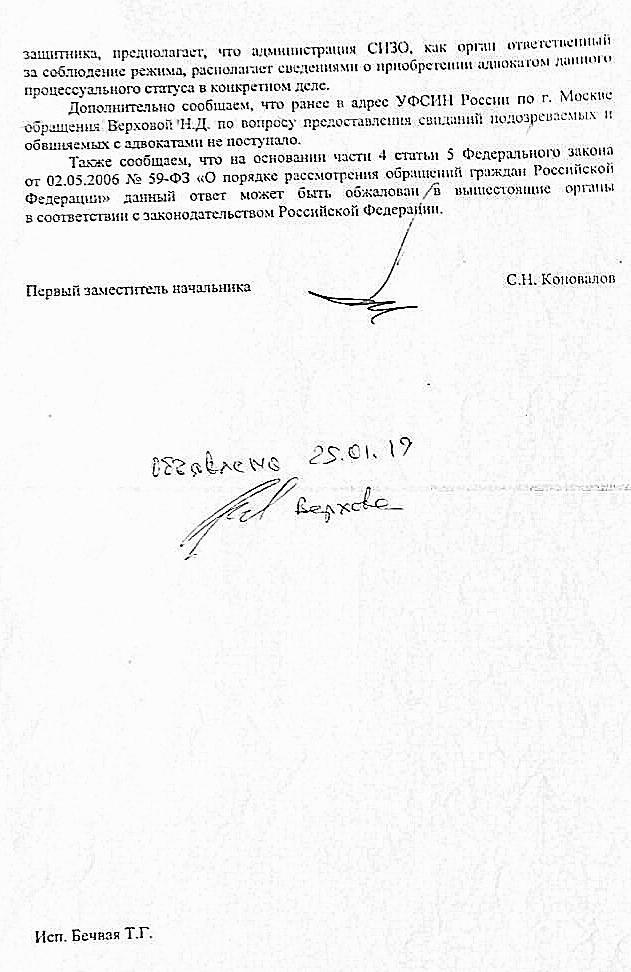 защитника, предполагает, что администрация СИЗО, как орган ответственный
за соблюдение режима, располагает сведениями о приобретении адвокатом данного
процессуального статуса в конкретном деле.
Дополнительно сообщаем, что ранее в адрес УФСИН России по г. Москве
обращения Верховой Н.Д. по вопросу предоставления свиданий подозреваемых и
обвиняемых с адвокатами не поступало.
Также сообщаем, что на основании части 4 статьи 5 Федерального закона
от 02.05.2006 № 59-ФЗ «О порядке рассмотрения обращений граждан Российской
Федерации» данный ответ может быть обжалован в вышестоящие органы
в соответствии с законодательством Российской Федерации.
Первый заместитель начальника
С.Н. Коновалов
25.01.19
Верхова
Исп. Бечвая Т.Г.